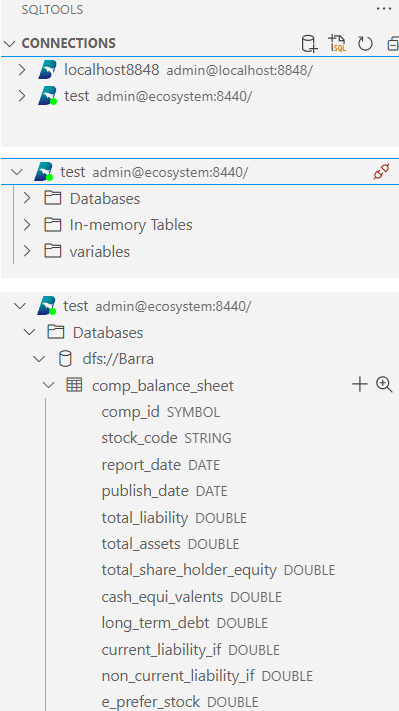 SQLTOOLS
CONNECTIONS
SQL
localhost8848 admin@localhost:8848/
test admin@ecosystem:8440/
test admin@ecosystem:8440/
Databases
In-memory Tables
variables
test admin@ecosystem:8440/
Databases
dfs://Barra
comp_balance_sheet
comp_id SYMBOL
stock_code STRING
report_date DATE
publish_date DATE
total_liability DOUBLE
total_assets DOUBLE
total_share_holder_equity DOUBLE
cash_equi_valents DOUBLE
long_term_debt DOUBLE
current_liability_if DOUBLE
non_current_liability_if DOUBLE
e_prefer_stock DOUBLE